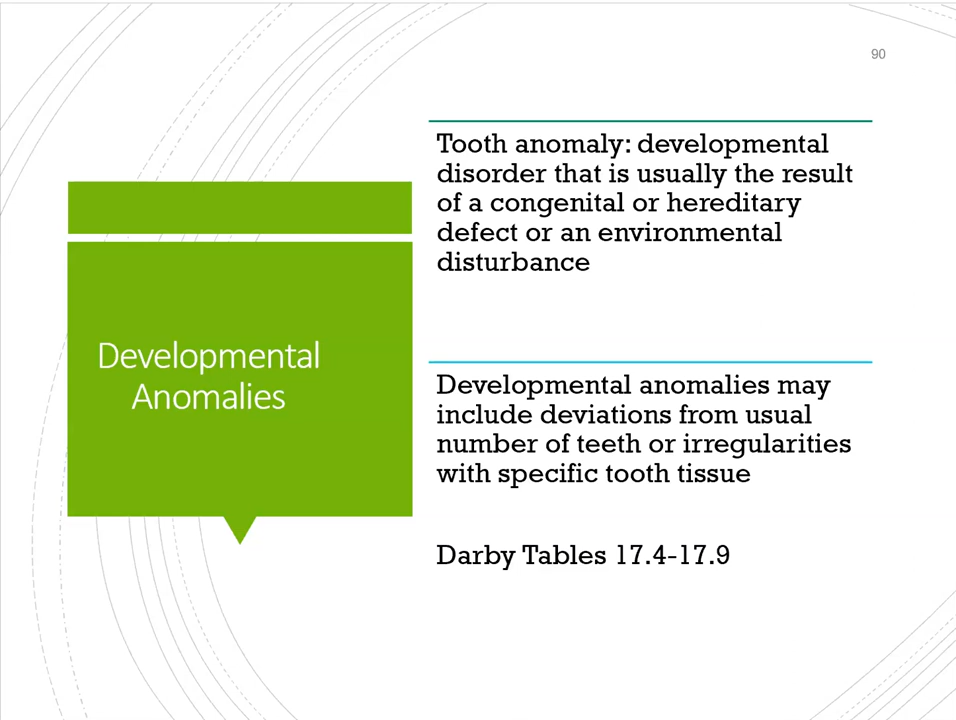 90
Developmental
Anomalies
Tooth anomaly: developmental
disorder that is usually the result
of a congenital or hereditary
defect or an environmental
disturbance
Developmental anomalies may
include deviations from usual
number of teeth or irregularities
with specific tooth tissue
Darby Tables 17.4-17.9